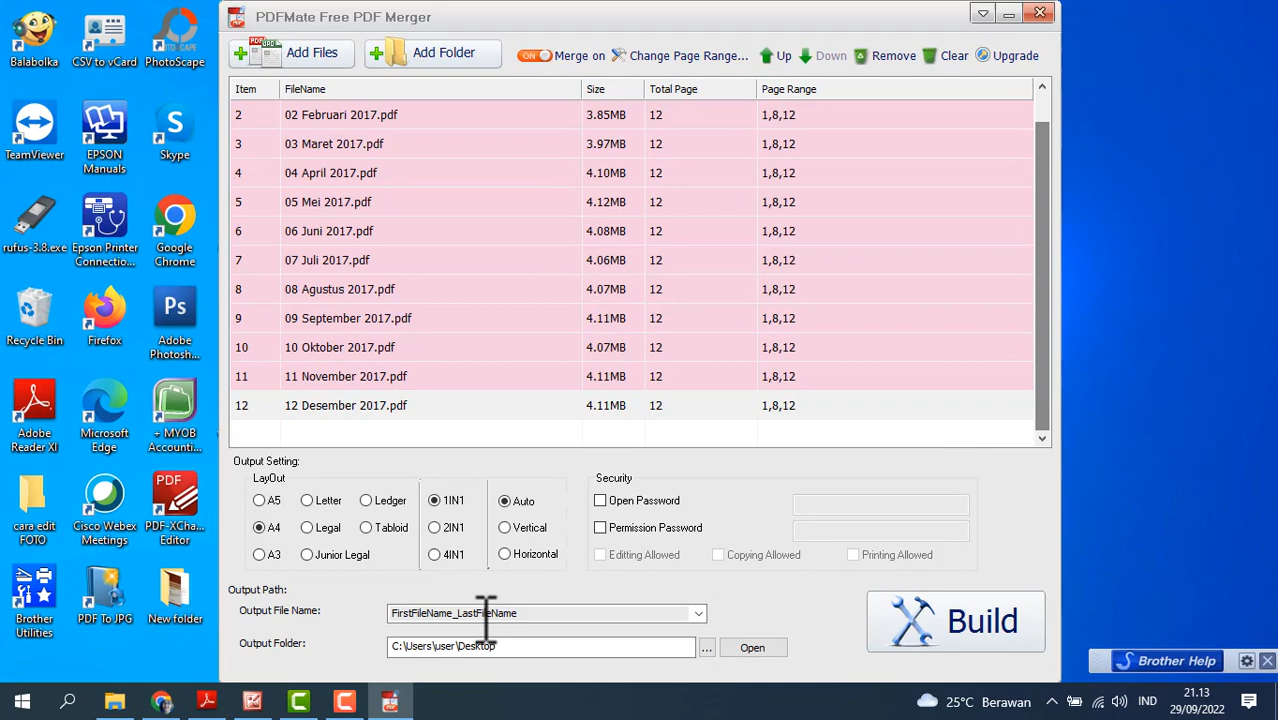 PDFMate Free PDF Merger
Add Files
Add Folder
ON Merge on
Change Page Range...
Up
Down
Remove
Clear
Upgrade
Item FileName Size Total Page Page Range
2 02 Februari 2017.pdf 3.85MB 12 1,8,12
3 03 Maret 2017.pdf 3.97MB 12 1,8,12
4 04 April 2017.pdf 4.10MB 12 1,8,12
5 05 Mei 2017.pdf 4.12MB 12 1,8,12
6 06 Juni 2017.pdf 4.08MB 12 1,8,12
7 07 Juli 2017.pdf 4.06MB 12 1,8,12
8 08 Agustus 2017.pdf 4.07MB 12 1,8,12
9 09 September 2017.pdf 4.11MB 12 1,8,12
10 10 Oktober 2017.pdf 4.07MB 12 1,8,12
11 11 November 2017.pdf 4.11MB 12 1,8,12
12 12 Desember 2017.pdf 4.11MB 12 1,8,12
Output Setting:
LayOut
A5 Letter Ledger
A4 Legal Tabloid
A3 Junior Legal
1IN1
2IN1
4IN1
Auto
Vertical
Horizontal
Security
Open Password
Permission Password
Editing Allowed Copying Allowed Printing Allowed
Output Path:
Output File Name: FirstFileName_LastFileName
Output Folder: C:\Users\user\Desktop ... Open
Build
Balabolka
CSV to vCard
PhotoScape
TeamViewer
EPSON
Manuals
Skype
rufus-3.8.exe
Epson Printer
Connectio...
Google
Chrome
Recycle Bin
Firefox
Ps
Adobe
Photosh...
Adobe
Reader XI
Microsoft
Edge
+ MYOB
Accounti...
cara edit
FOTO
Cisco Webex
Meetings
PDF
PDF-XChan...
Editor
Brother
Utilities
PDF To JPG
New folder
Brother Help
25°C Berawan
IND
21.13
29/09/2022